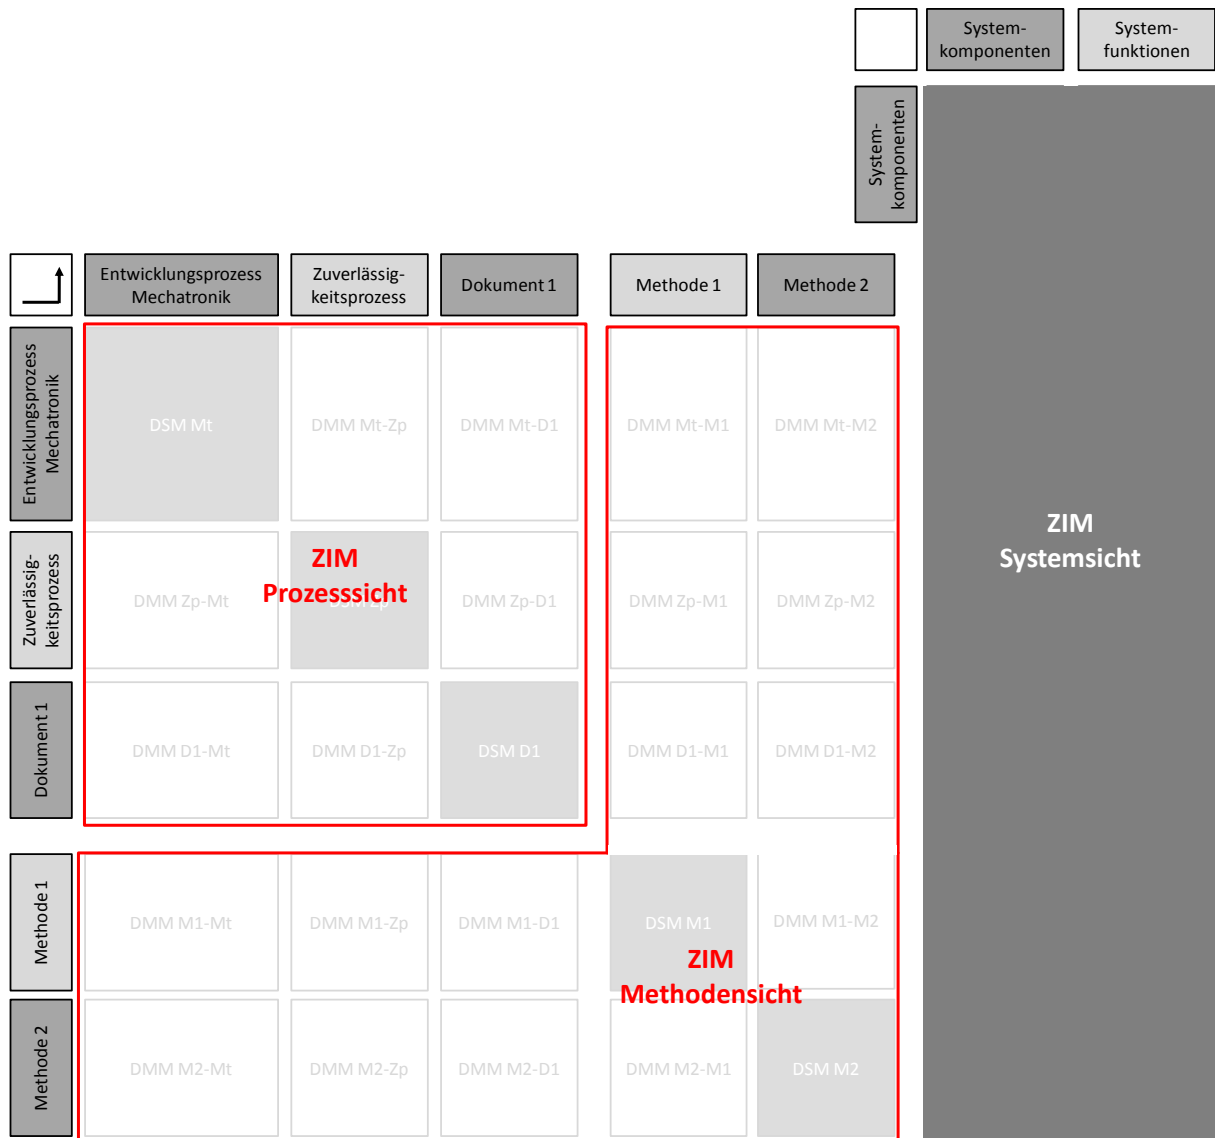 System-
komponenten
System-
funktionen
System-
komponenten
Entwicklungsprozess
Mechatronik
Zuverlässig-
keitsprozess
Dokument 1
Methode 1
Methode 2
Entwicklungsprozess
Mechatronik
DSM Mt
DMM Mt-Zp
DMM Mt-D1
DMM Mt-M1
DMM Mt-M2
ZIM
Systemsicht
Zuverlässig-
keitsprozess
DMM Zp-Mt
DSM Zp
ZIM
Prozesssicht
DMM Zp-D1
DMM Zp-M1
DMM Zp-M2
Dokument 1
DMM D1-Mt
DMM D1-Zp
DSM D1
DMM D1-M1
DMM D1-M2
Methode 1
DMM M1-Mt
DMM M1-Zp
DMM M1-D1
DSM M1
DMM M1-M2
ZIM
Methodensicht
Methode 2
DMM M2-Mt
DMM M2-Zp
DMM M2-D1
DMM M2-M1
DSM M2